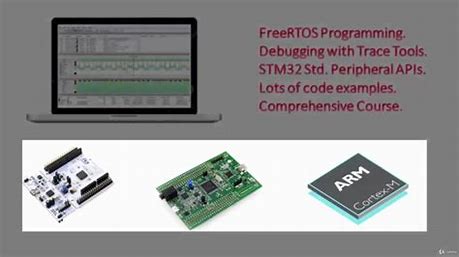 FreeRTOS Programming.
Debugging with Trace Tools.
STM32 Std. Peripheral APIs.
Lots of code examples.
Comprehensive Course.
ARM
Cortex-M